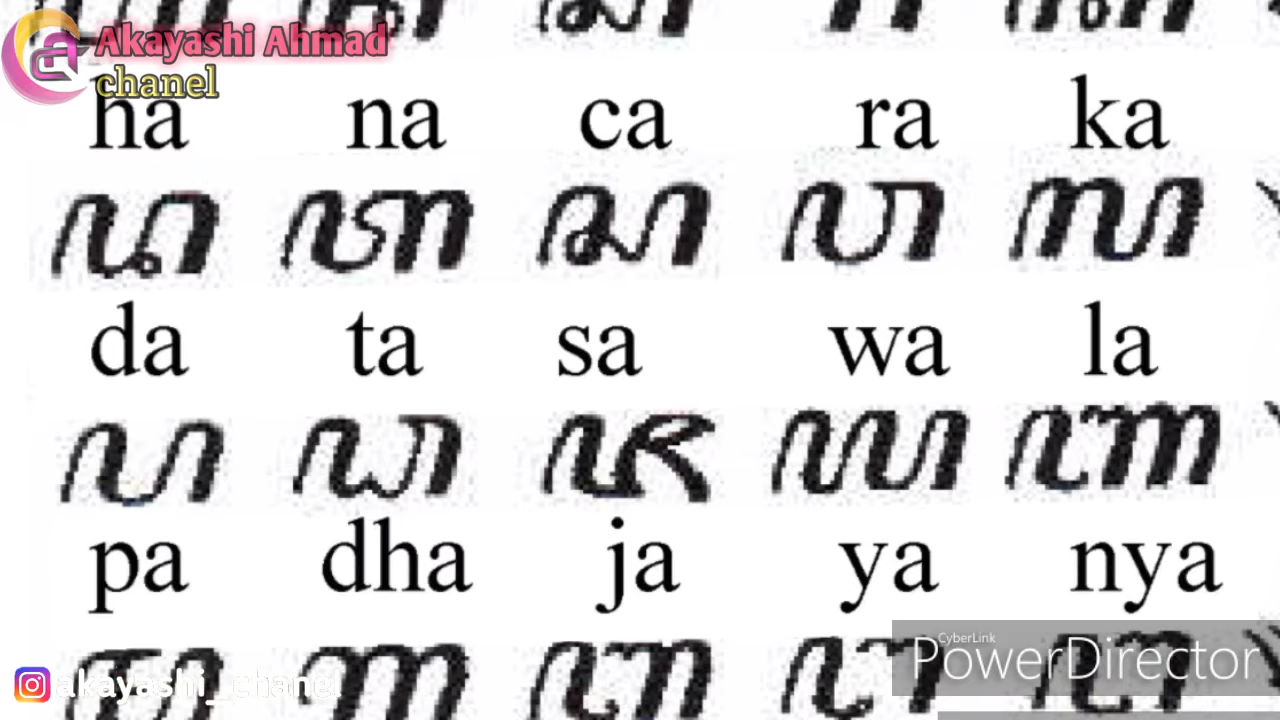 Akayashi Ahmad
chanel
ha na ca ra ka
ꦢ ꦠ ꦱ ꦮ ꦭ
da ta sa wa la
ꦥ ꦝ ꦗ ꦪ ꦚ
pa dha ja ya nya
ꦩ ꦒ ꦧ ꦛ ꦔ
akayashi_chanel
CyberLink
PowerDirector